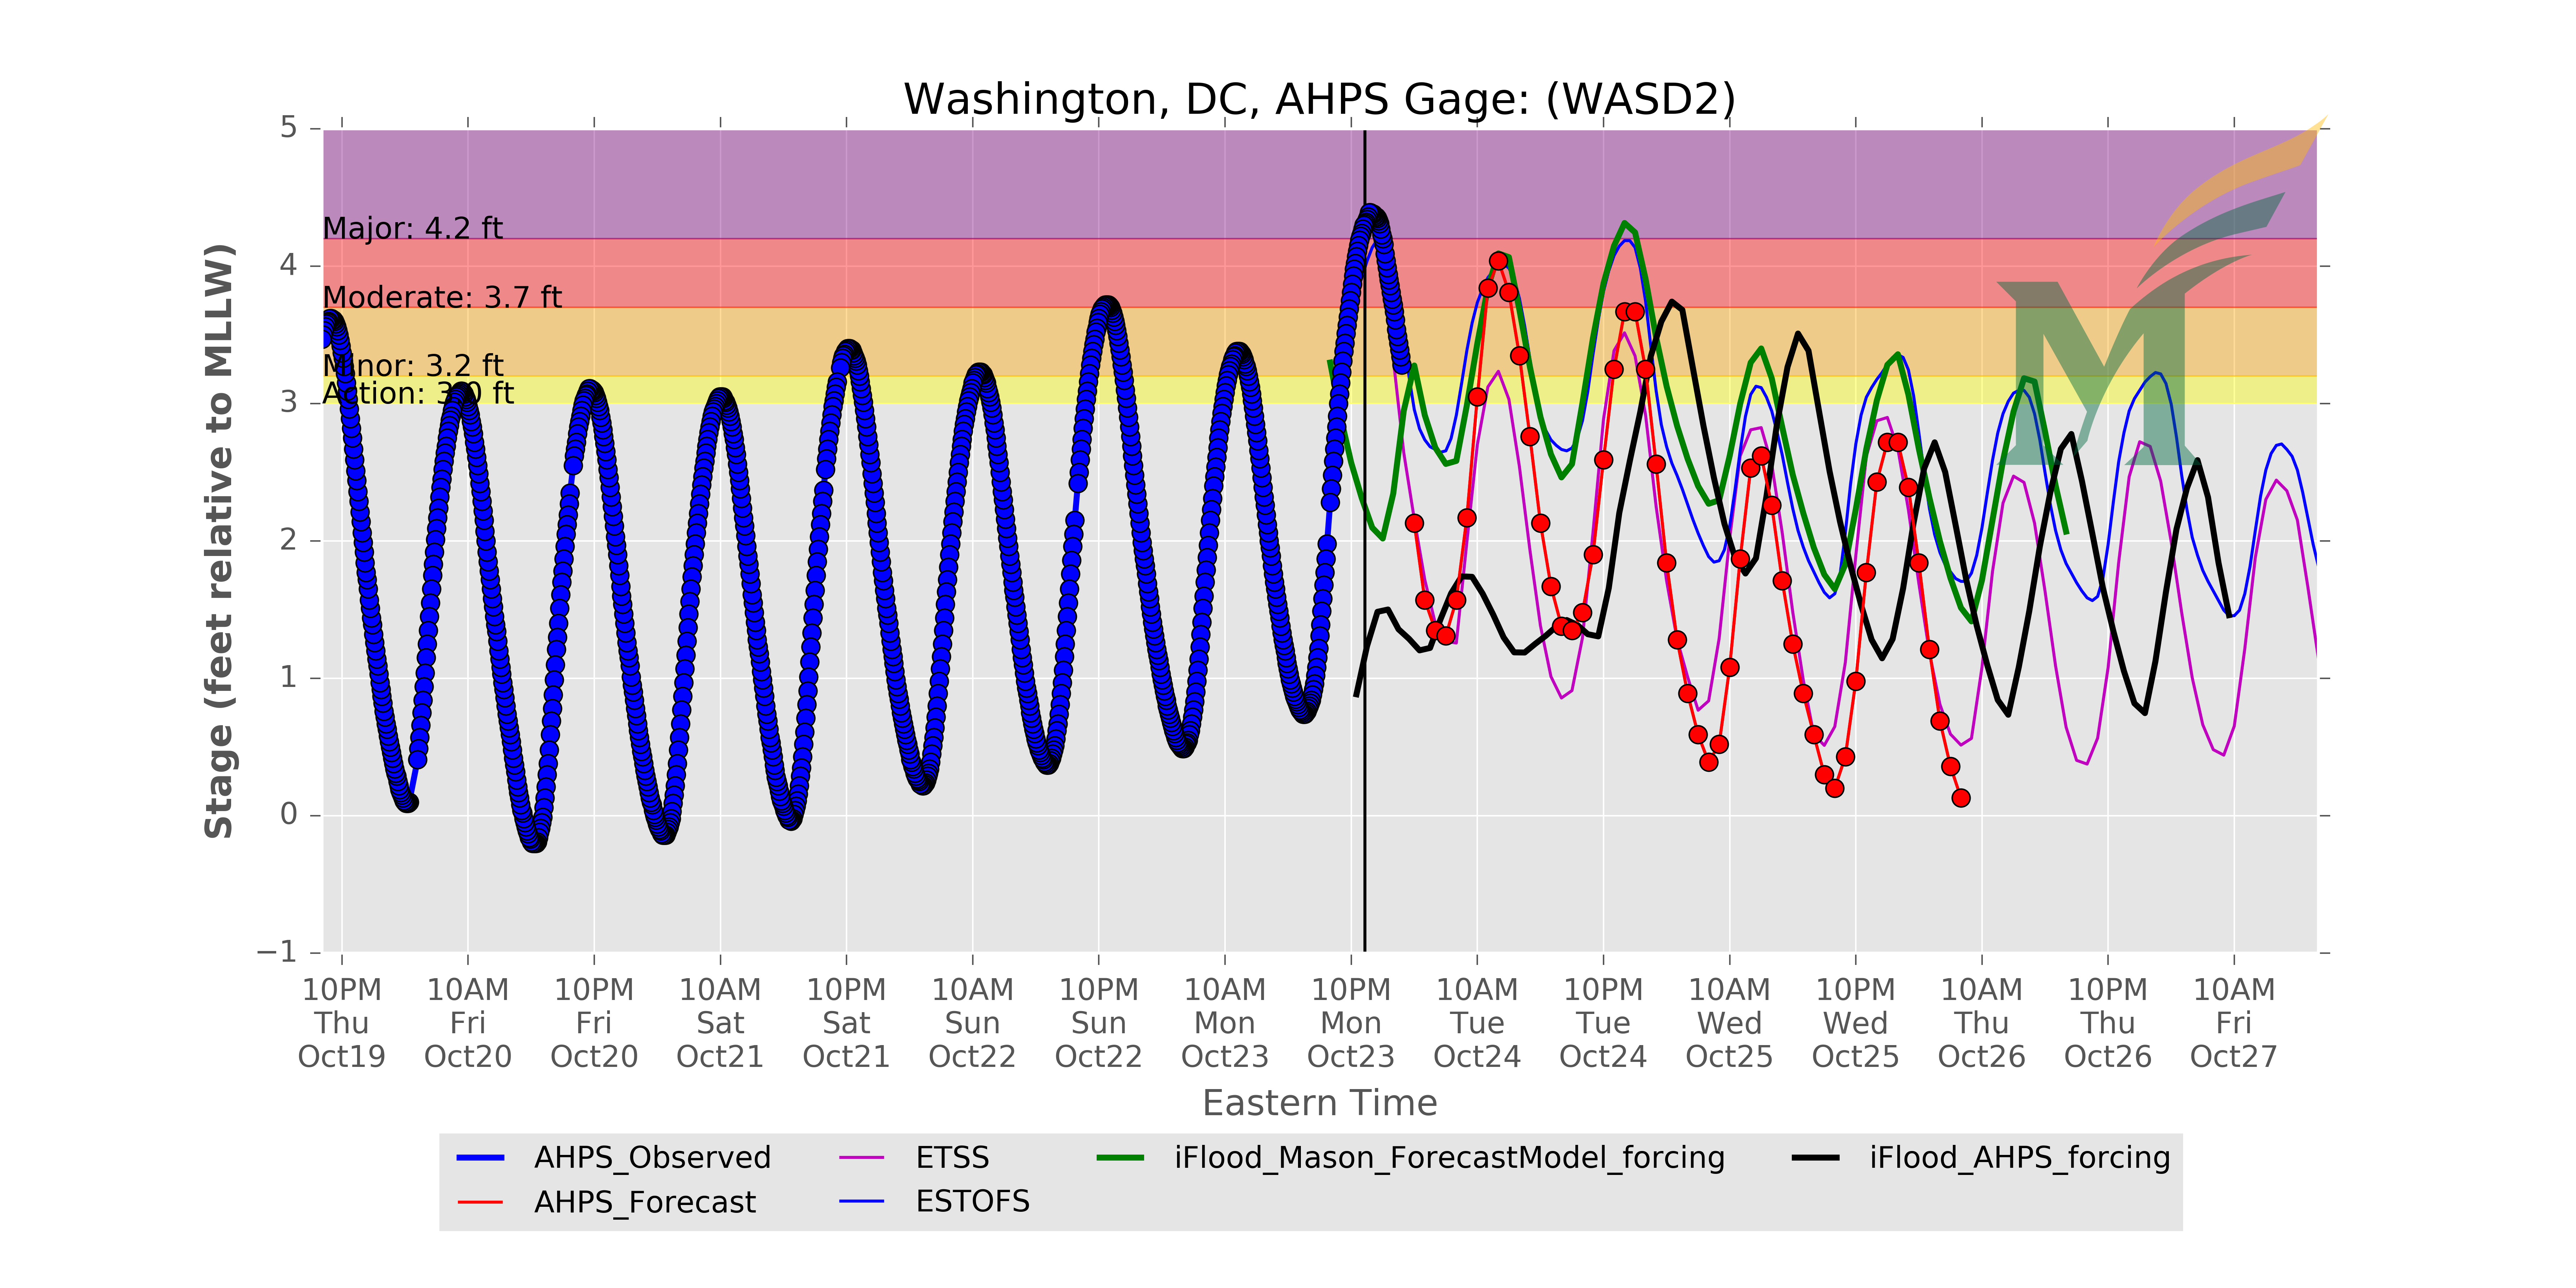 Washington, DC, AHPS Gage: (WASD2)
5
4
3
2
1
0
−1
Stage (feet relative to MLLW)
Major: 4.2 ft
Moderate: 3.7 ft
Minor: 3.2 ft
Action: 3.0 ft
10PM 10AM 10PM 10AM 10PM 10AM 10PM 10AM 10PM 10AM 10PM 10AM 10PM 10AM 10PM 10AM
Thu Fri Fri Sat Sat Sun Sun Mon Mon Tue Tue Wed Wed Thu Thu Fri
Oct19 Oct20 Oct20 Oct21 Oct21 Oct22 Oct22 Oct23 Oct23 Oct24 Oct24 Oct25 Oct25 Oct26 Oct26 Oct27
Eastern Time
AHPS_Observed ETSS iFlood_Mason_ForecastModel_forcing iFlood_AHPS_forcing
AHPS_Forecast ESTOFS